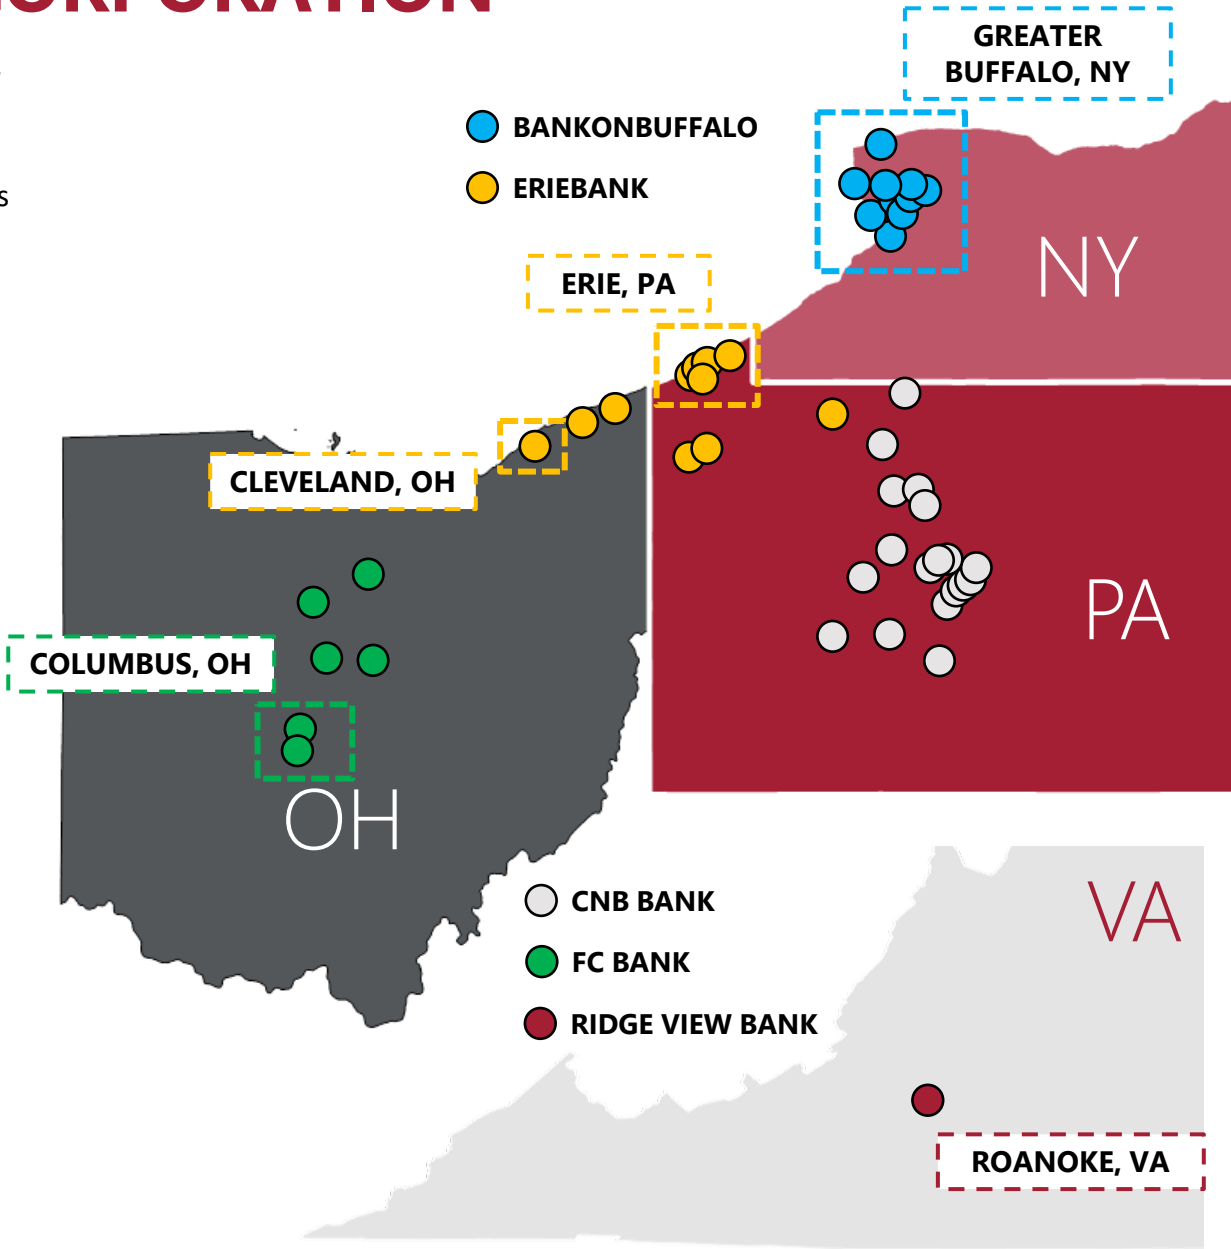 GREATER
BUFFALO, NY
BANKONBUFFALO
ERIEBANK
NY
ERIE, PA
CLEVELAND, OH
PA
COLUMBUS, OH
OH
CNB BANK
VA
FC BANK
RIDGE VIEW BANK
ROANOKE, VA